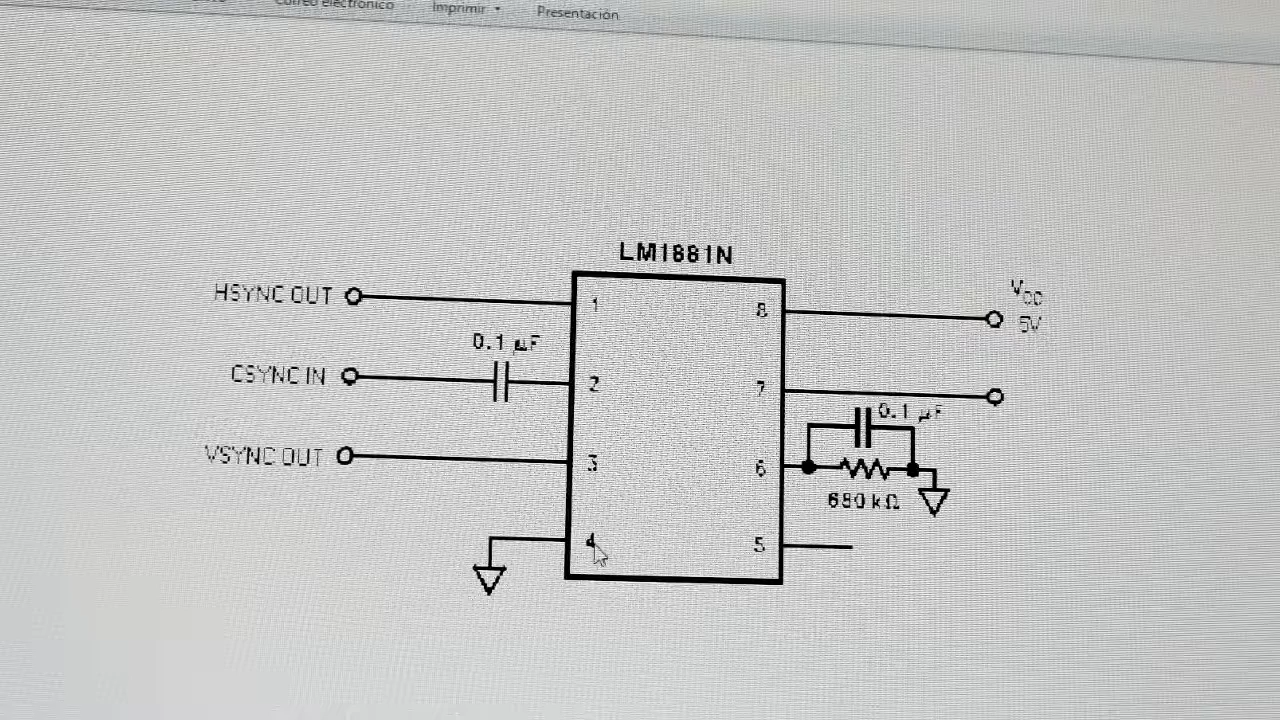 Correo electrónico Imprimir Presentación
LM1881N
HSYNC OUT
1
8
VCC
5V
0.1 µF
CSYNC IN
2
7
0.1 µF
VSYNC OUT
3
6
680 kΩ
4
5